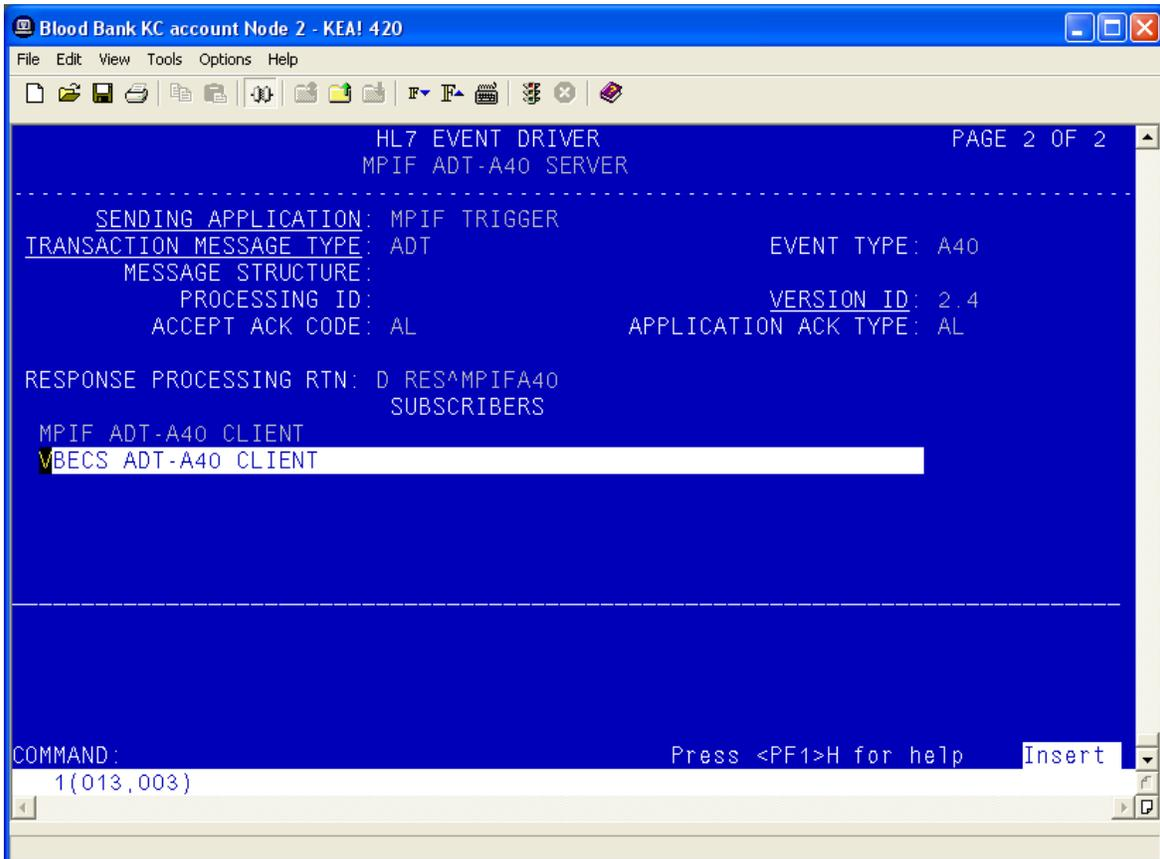 Blood Bank KC account Node 2 - KEA! 420
File Edit View Tools Options Help
HL7 EVENT DRIVER PAGE 2 OF 2
MPIF ADT-A40 SERVER
SENDING APPLICATION: MPIF TRIGGER
TRANSACTION MESSAGE TYPE: ADT EVENT TYPE: A40
MESSAGE STRUCTURE:
PROCESSING ID: VERSION ID: 2.4
ACCEPT ACK CODE: AL APPLICATION ACK TYPE: AL
RESPONSE PROCESSING RTN: D RES^MPIFA40
SUBSCRIBERS
MPIF ADT-A40 CLIENT
VBECS ADT-A40 CLIENT
COMMAND: Press <PF1>H for help Insert
1(013,003)